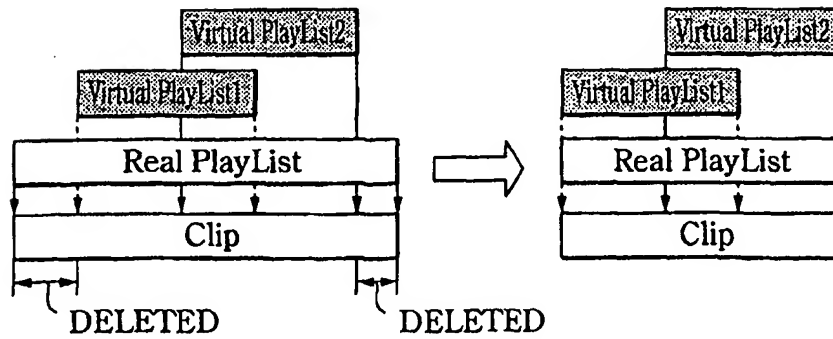 Virtual PlayList2
Virtual PlayList1
Real PlayList
Clip
DELETED
DELETED
Virtual PlayList2
Virtual PlayList1
Real PlayList
Clip